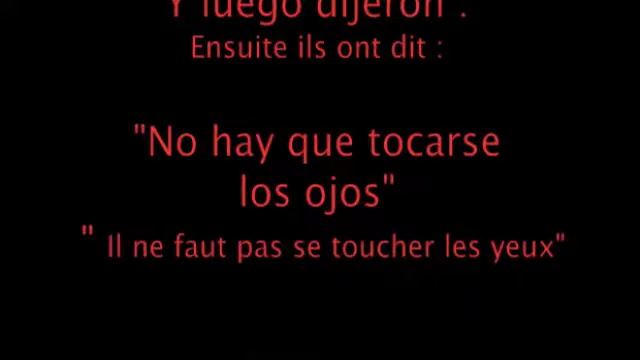 Y luego dijeron :
Ensuite ils ont dit :
"No hay que tocarse
los ojos"
" Il ne faut pas se toucher les yeux"